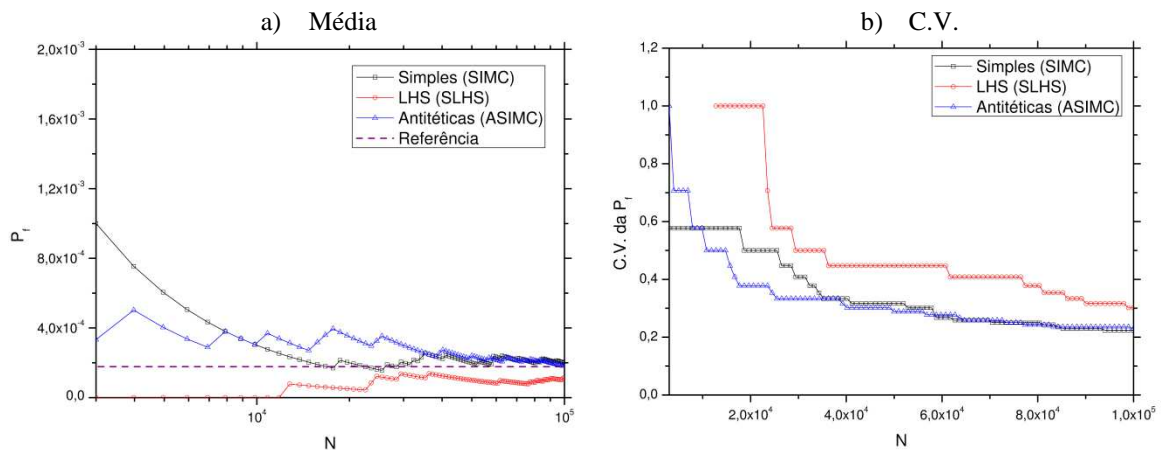 a) Média
2,0x10⁻³
1,6x10⁻³
1,2x10⁻³
8,0x10⁻⁴
4,0x10⁻⁴
0,0
P_f
10⁴
10⁵
N
Simples (SIMC)
LHS (SLHS)
Antitéticas (ASIMC)
Referência
b) C.V.
1,2
1,0
0,8
0,6
0,4
0,2
0,0
C.V. da P_f
2,0x10⁴
4,0x10⁴
6,0x10⁴
8,0x10⁴
1,0x10⁵
N
Simples (SIMC)
LHS (SLHS)
Antitéticas (ASIMC)